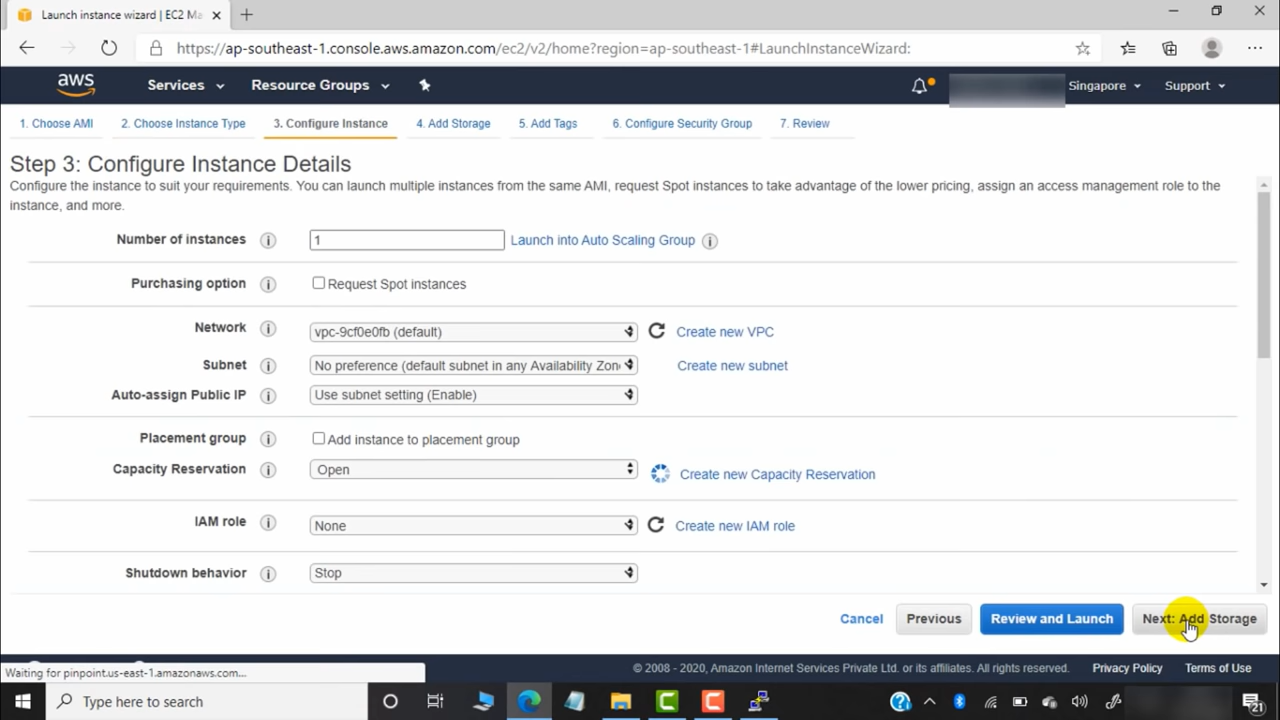 Launch instance wizard | EC2 Ma
https://ap-southeast-1.console.aws.amazon.com/ec2/v2/home?region=ap-southeast-1#LaunchInstanceWizard:
aws Services Resource Groups Singapore Support
1. Choose AMI 2. Choose Instance Type 3. Configure Instance 4. Add Storage 5. Add Tags 6. Configure Security Group 7. Review
Step 3: Configure Instance Details
Configure the instance to suit your requirements. You can launch multiple instances from the same AMI, request Spot instances to take advantage of the lower pricing, assign an access management role to the
instance, and more.
Number of instances i 1 Launch into Auto Scaling Group i
Purchasing option i Request Spot instances
Network i vpc-9cf0e0fb (default) Create new VPC
Subnet i No preference (default subnet in any Availability Zon Create new subnet
Auto-assign Public IP i Use subnet setting (Enable)
Placement group i Add instance to placement group
Capacity Reservation i Open Create new Capacity Reservation
IAM role i None Create new IAM role
Shutdown behavior i Stop
Cancel Previous Review and Launch Next: Add Storage
Waiting for pinpoint.us-east-1.amazonaws.com...
© 2008 - 2020, Amazon Internet Services Private Ltd. or its affiliates. All rights reserved. Privacy Policy Terms of Use
Type here to search
21